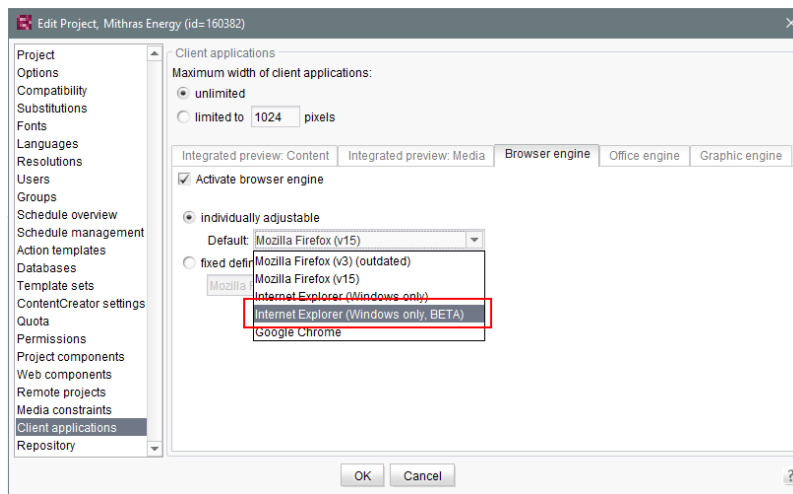 Edit Project, Mithras Energy (id=160382)
Project
Options
Compatibility
Substitutions
Fonts
Languages
Resolutions
Users
Groups
Schedule overview
Schedule management
Action templates
Databases
Template sets
ContentCreator settings
Quota
Permissions
Project components
Web components
Remote projects
Media constraints
Client applications
Repository
Client applications
Maximum width of client applications:
unlimited
limited to 1024 pixels
Integrated preview: Content Integrated preview: Media Browser engine Office engine Graphic engine
Activate browser engine
individually adjustable
Default: Mozilla Firefox (v15)
Mozilla Firefox (v3) (outdated)
fixed defin
Mozilla Firefox (v15)
Mozilla
Internet Explorer (Windows only)
Internet Explorer (Windows only, BETA)
Google Chrome
OK Cancel
?